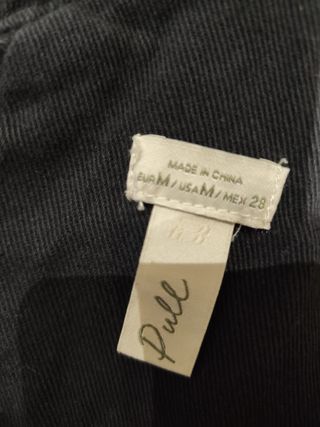 MADE IN CHINA
EUR M / USA M / MEX 28
Pull